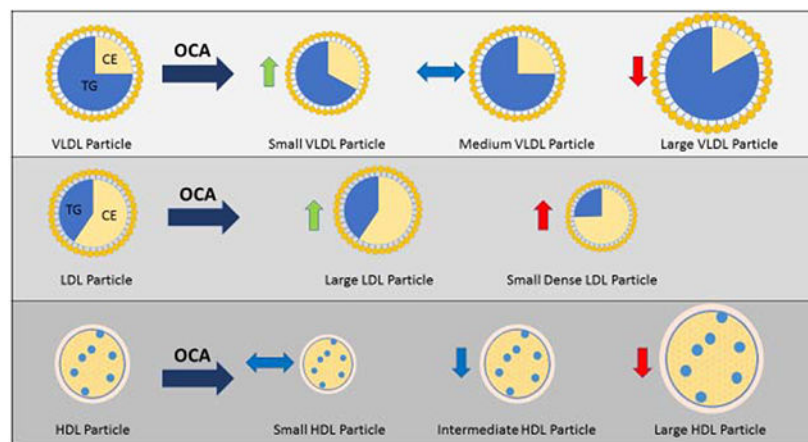 CE
TG
OCA
VLDL Particle
Small VLDL Particle
Medium VLDL Particle
Large VLDL Particle
TG
CE
OCA
LDL Particle
Large LDL Particle
Small Dense LDL Particle
OCA
HDL Particle
Small HDL Particle
Intermediate HDL Particle
Large HDL Particle